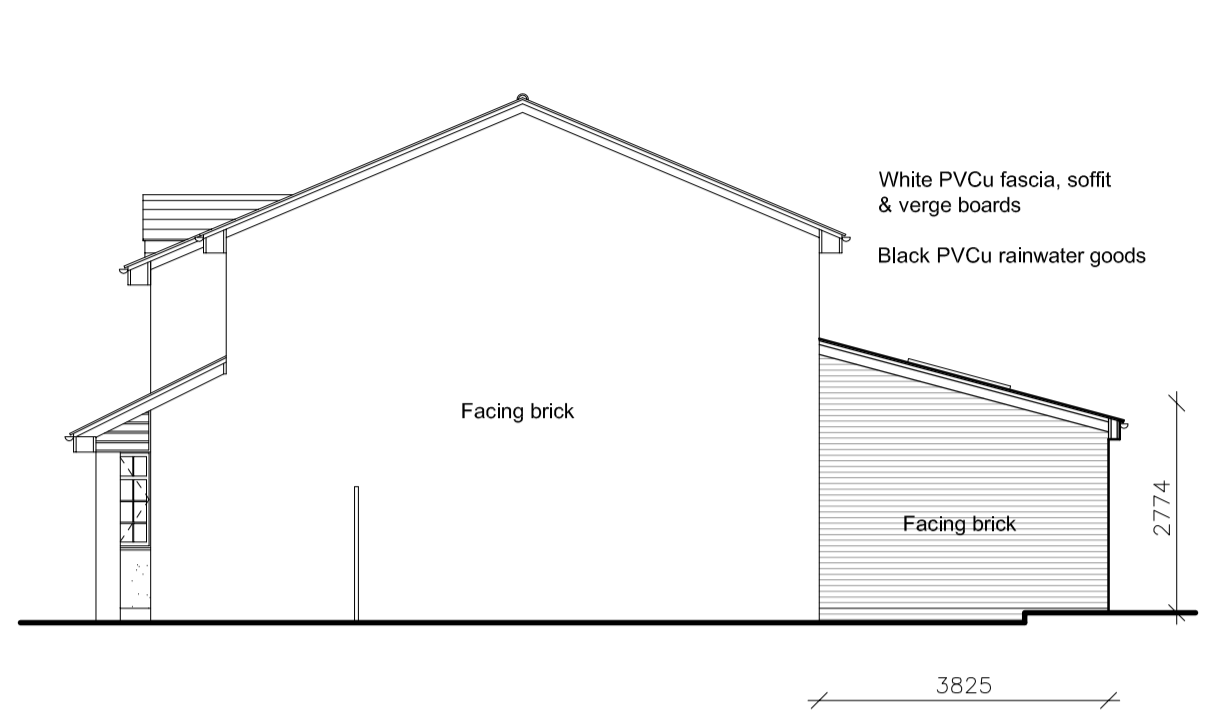 White PVCu fascia, soffit
& verge boards
Black PVCu rainwater goods
Facing brick
Facing brick
2774
3825